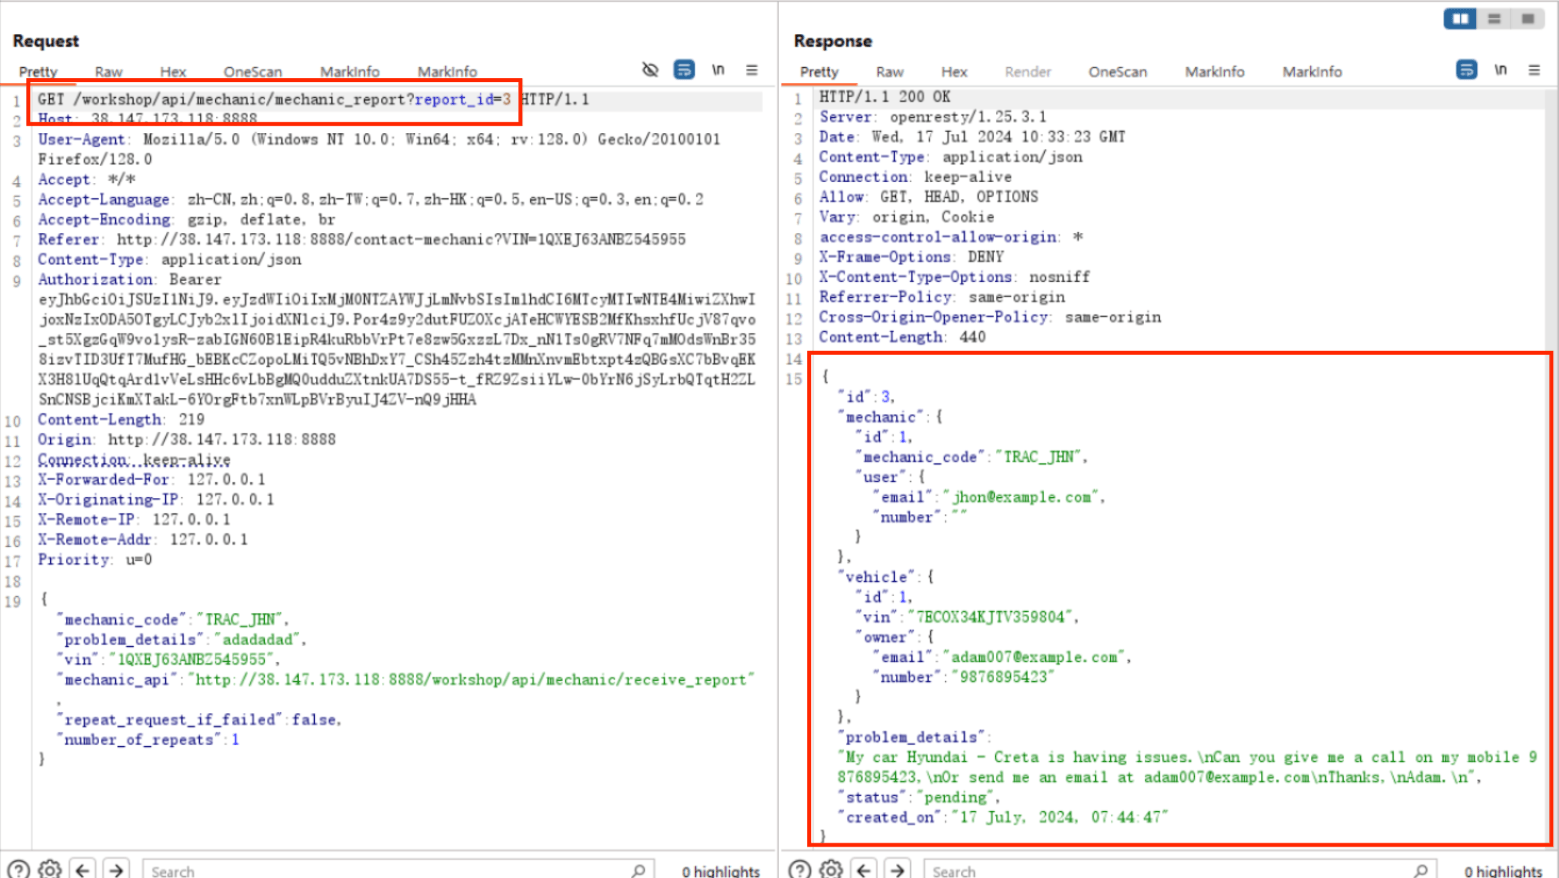 Request
Pretty Raw Hex OneScan MarkInfo MarkInfo \n
1 GET /workshop/api/mechanic/mechanic_report?report_id=3 HTTP/1.1
2 Host: 38.147.173.118:8888
3 User-Agent: Mozilla/5.0 (Windows NT 10.0; Win64; x64; rv:128.0) Gecko/20100101
Firefox/128.0
4 Accept: */*
5 Accept-Language: zh-CN,zh;q=0.8,zh-TW;q=0.7,zh-HK;q=0.5,en-US;q=0.3,en;q=0.2
6 Accept-Encoding: gzip, deflate, br
7 Referer: http://38.147.173.118:8888/contact-mechanic?VIN=1QXEJ63ANBZ545955
8 Content-Type: application/json
9 Authorization: Bearer
10 Content-Length: 219
11 Origin: http://38.147.173.118:8888
12 Connection: keep-alive
13 X-Forwarded-For: 127.0.0.1
14 X-Originating-IP: 127.0.0.1
15 X-Remote-IP: 127.0.0.1
16 X-Remote-Addr: 127.0.0.1
17 Priority: u=0
18
19 {
"mechanic_code":"TRAC_JHN",
"problem_details":"adadadad",
"vin":"1QXEJ63ANBZ545955",
"mechanic_api":"http://38.147.173.118:8888/workshop/api/mechanic/receive_report"
,
"repeat_request_if_failed":false,
"number_of_repeats":1
}
Search 0 highlights
Response
Pretty Raw Hex Render OneScan MarkInfo MarkInfo \n
1 HTTP/1.1 200 OK
2 Server: openresty/1.25.3.1
3 Date: Wed, 17 Jul 2024 10:33:23 GMT
4 Content-Type: application/json
5 Connection: keep-alive
6 Allow: GET, HEAD, OPTIONS
7 Vary: origin, Cookie
8 access-control-allow-origin: *
9 X-Frame-Options: DENY
10 X-Content-Type-Options: nosniff
11 Referrer-Policy: same-origin
12 Cross-Origin-Opener-Policy: same-origin
13 Content-Length: 440
14
15 {
"id":3,
"mechanic":{
"id":1,
"mechanic_code":"TRAC_JHN",
"user":{
"email":"jhon@example.com",
"number":""
}
},
"vehicle":{
"id":1,
"vin":"7ECOX34KJTV359804",
"owner":{
"email":"adam007@example.com",
"number":"9876895423"
}
},
"problem_details":
"My car Hyundai - Creta is having issues.\nCan you give me a call on my mobile 9
876895423,\nOr send me an email at adam007@example.com\nThanks,\nAdam.\n",
"status":"pending",
"created_on":"17 July, 2024, 07:44:47"
}
Search 0 highlights